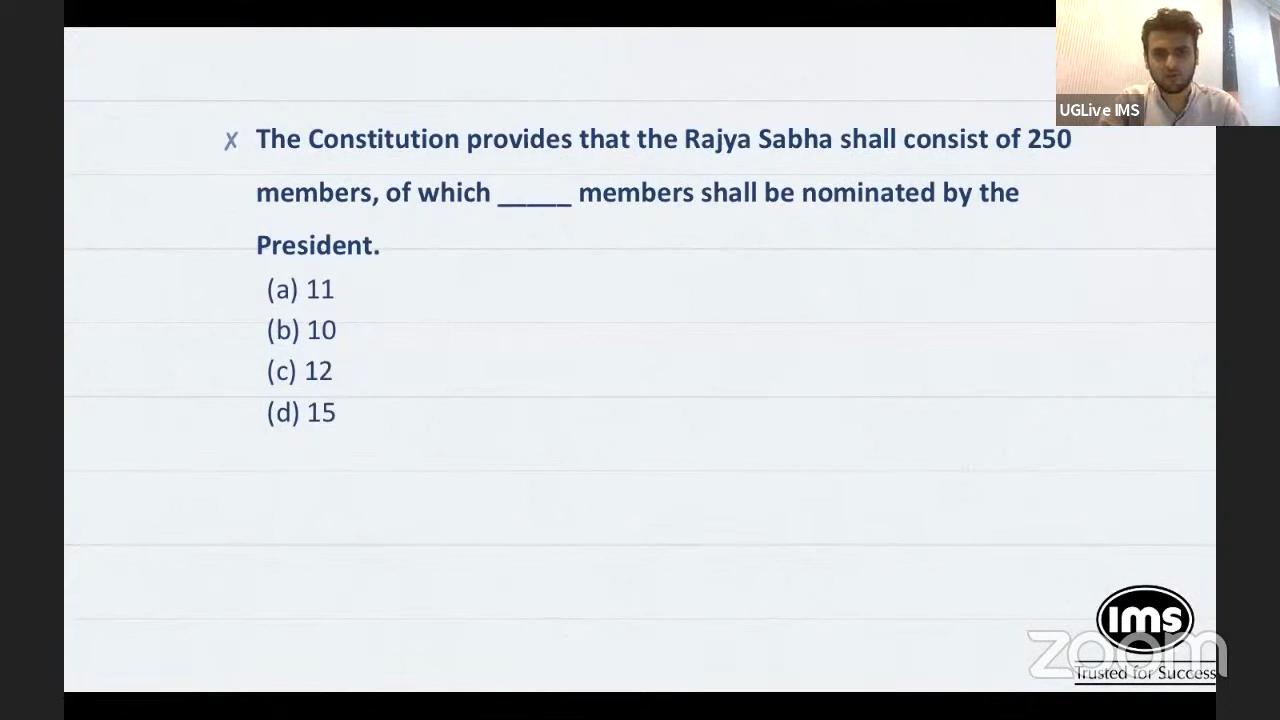 UGLive IMS
✗ The Constitution provides that the Rajya Sabha shall consist of 250
members, of which _____ members shall be nominated by the
President.
(a) 11
(b) 10
(c) 12
(d) 15
ims
zoom
Trusted for Success